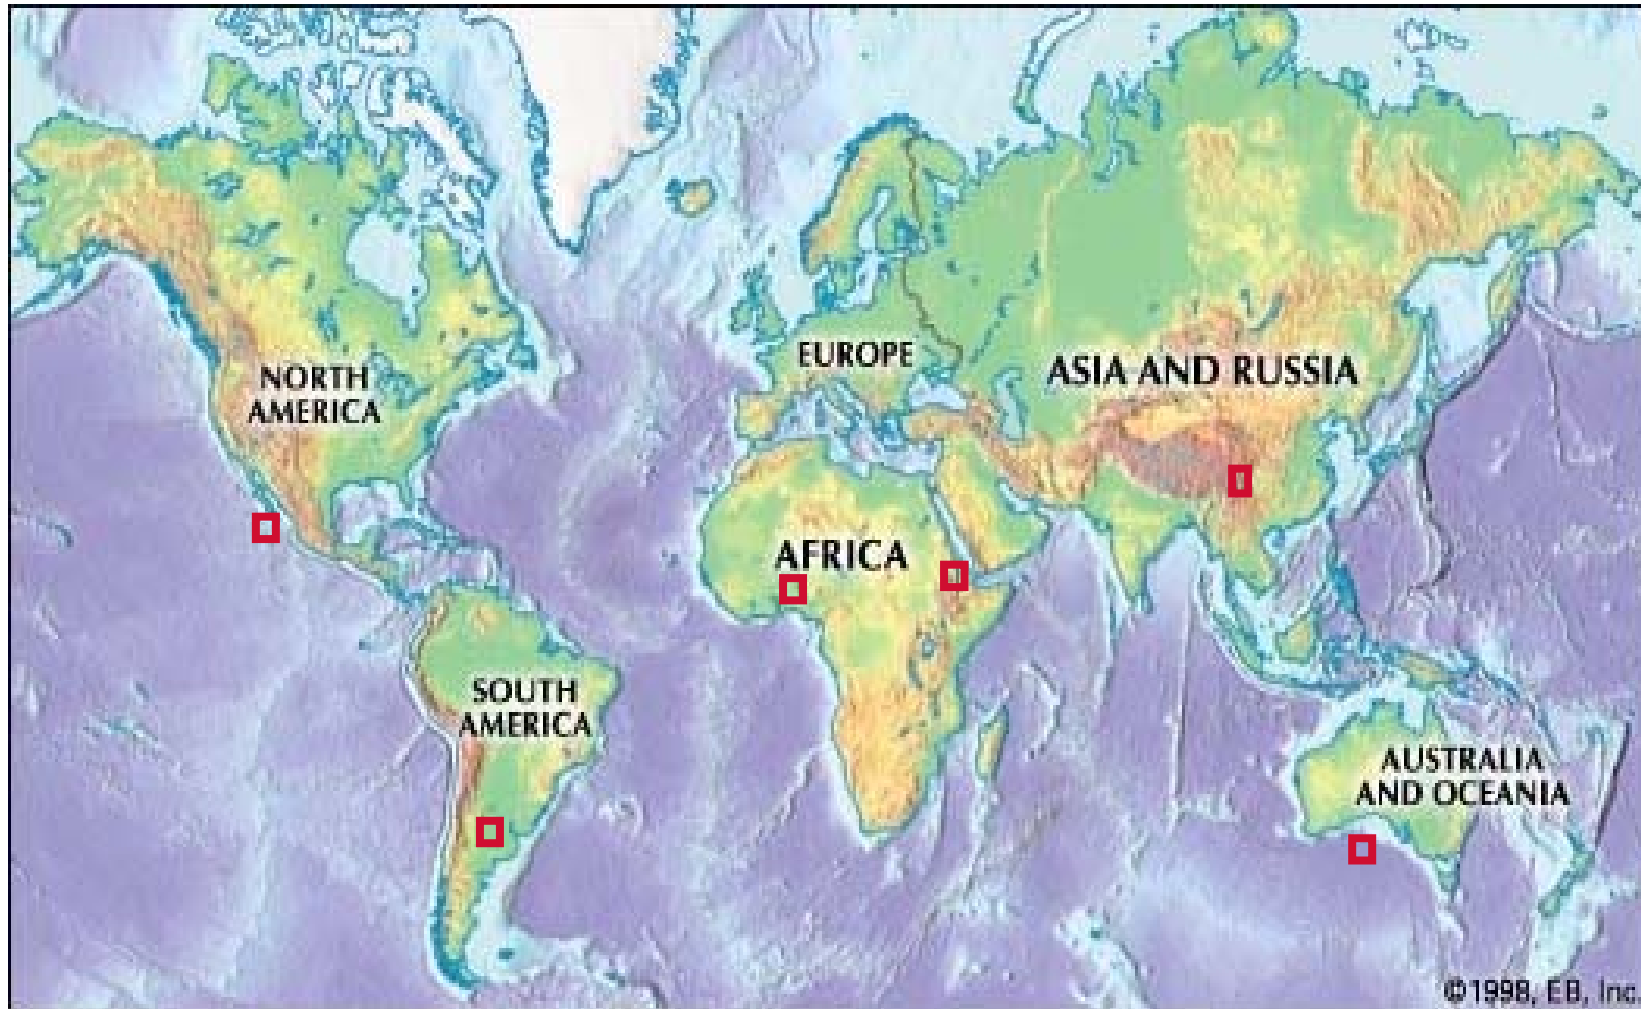 NORTH
AMERICA
EUROPE
ASIA AND RUSSIA
AFRICA
SOUTH
AMERICA
AUSTRALIA
AND OCEANIA
©1998, EB, Inc.